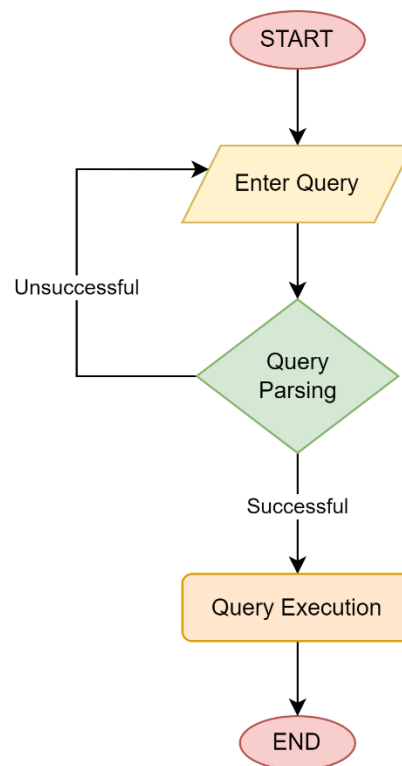 START
Enter Query
Unsuccessful
Query
Parsing
Successful
Query Execution
END